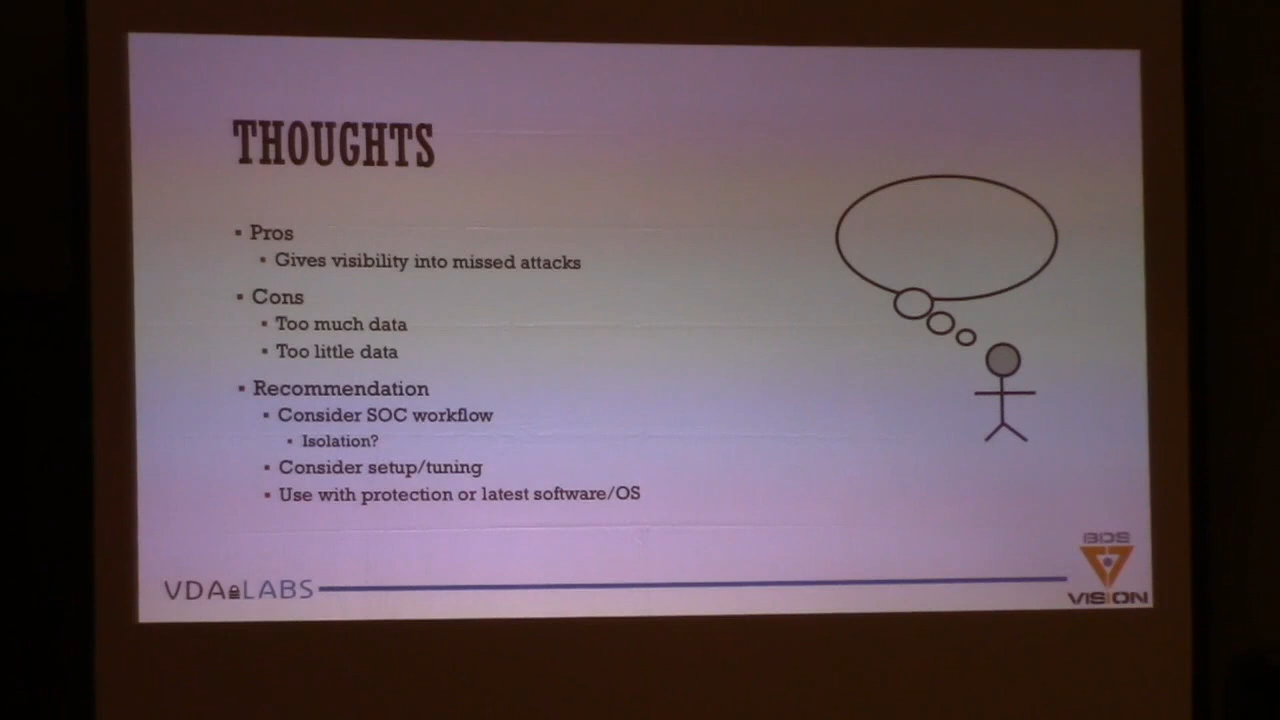 THOUGHTS
▪ Pros
▪ Gives visibility into missed attacks
▪ Cons
▪ Too much data
▪ Too little data
▪ Recommendation
▪ Consider SOC workflow
▪ Isolation?
▪ Consider setup/tuning
▪ Use with protection or latest software/OS
VDA LABS
BDS
VISION